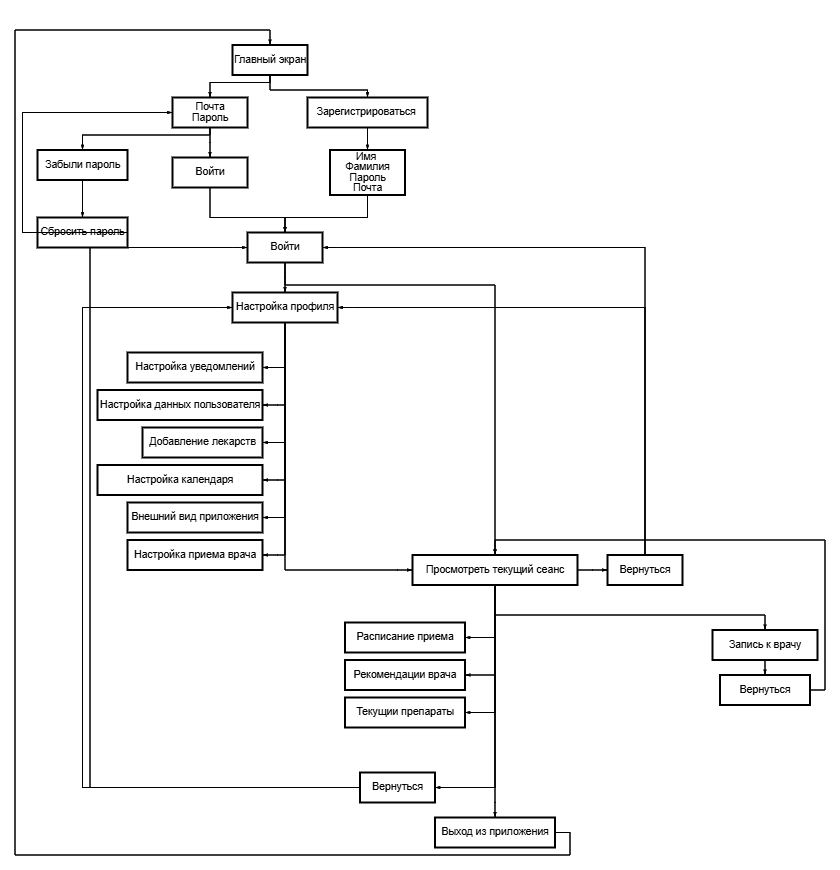 Главный экран
Почта
Пароль
Зарегистрироваться
Забыли пароль
Войти
Имя
Фамилия
Пароль
Почта
Сбросить пароль
Войти
Настройка профиля
Настройка уведомлений
Настройка данных пользователя
Добавление лекарств
Настройка календаря
Внешний вид приложения
Настройка приема врача
Просмотреть текущий сеанс
Вернуться
Расписание приема
Запись к врачу
Рекомендации врача
Вернуться
Текущии препараты
Вернуться
Выход из приложения